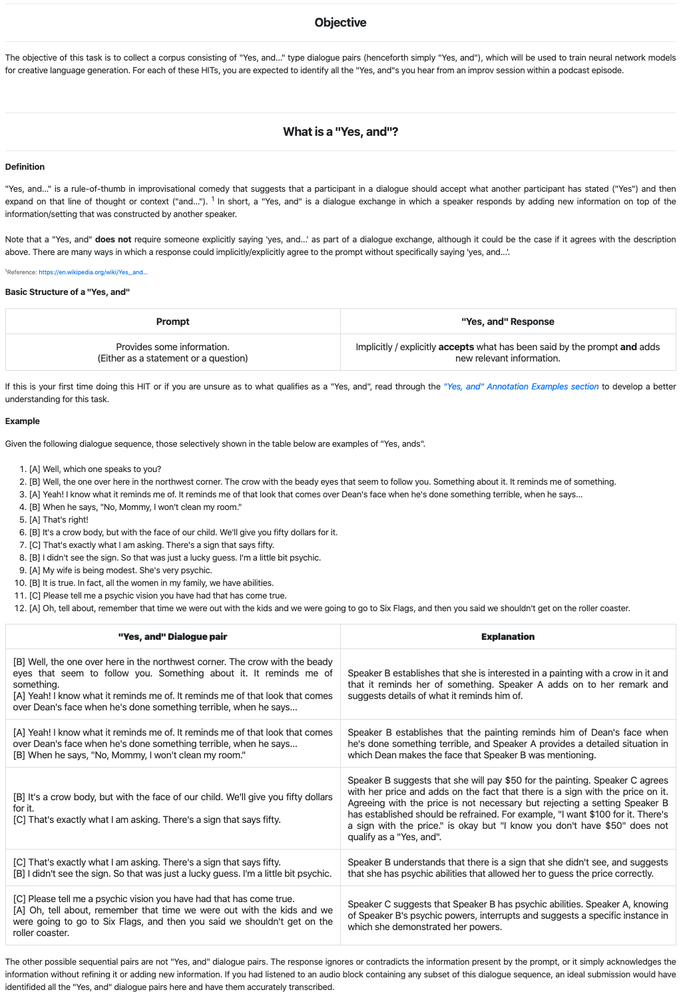 Objective
The objective of this task is to collect a corpus consisting of "Yes, and..." type dialogue pairs (henceforth simply "Yes, and"), which will be used to train neural network models
for creative language generation. For each of these HITs, you are expected to identify all the "Yes, and"s you hear from an improv session within a podcast episode.
What is a "Yes, and"?
Definition
"Yes, and..." is a rule-of-thumb in improvisational comedy that suggests that a participant in a dialogue should accept what another participant has stated ("Yes") and then
expand on that line of thought or context ("and..."). 1 In short, a "Yes, and" is a dialogue exchange in which a speaker responds by adding new information on top of the
information/setting that was constructed by another speaker.
Note that a "Yes, and" does not require someone explicitly saying 'yes, and...' as part of a dialogue exchange, although it could be the case if it agrees with the description
above. There are many ways in which a response could implicitly/explicitly agree to the prompt without specifically saying 'yes, and...'.
1Reference: https://en.wikipedia.org/wiki/Yes,_and...
Basic Structure of a "Yes, and"
Prompt
"Yes, and" Response
Provides some information.
(Either as a statement or a question)
Implicitly / explicitly accepts what has been said by the prompt and adds
new relevant information.
If this is your first time doing this HIT or if you are unsure as to what qualifies as a "Yes, and", read through the "Yes, and" Annotation Examples section to develop a better
understanding for this task.
Example
Given the following dialogue sequence, those selectively shown in the table below are examples of "Yes, ands".
1. [A] Well, which one speaks to you?
2. [B] Well, the one over here in the northwest corner. The crow with the beady eyes that seem to follow you. Something about it. It reminds me of something.
3. [A] Yeah! I know what it reminds me of. It reminds me of that look that comes over Dean's face when he's done something terrible, when he says...
4. [B] When he says, "No, Mommy, I won't clean my room."
5. [A] That's right!
6. [B] It's a crow body, but with the face of our child. We'll give you fifty dollars for it.
7. [C] That's exactly what I am asking. There's a sign that says fifty.
8. [B] I didn't see the sign. So that was just a lucky guess. I'm a little bit psychic.
9. [A] My wife is being modest. She's very psychic.
10. [B] It is true. In fact, all the women in my family, we have abilities.
11. [C] Please tell me a psychic vision you have had that has come true.
12. [A] Oh, tell about, remember that time we were out with the kids and we were going to go to Six Flags, and then you said we shouldn't get on the roller coaster.
"Yes, and" Dialogue pair
Explanation
[B] Well, the one over here in the northwest corner. The crow with the beady
eyes that seem to follow you. Something about it. It reminds me of
something.
[A] Yeah! I know what it reminds me of. It reminds me of that look that comes
over Dean's face when he's done something terrible, when he says...
Speaker B establishes that she is interested in a painting with a crow in it and
that it reminds her of something. Speaker A adds on to her remark and
suggests details of what it reminds him of.
[A] Yeah! I know what it reminds me of. It reminds me of that look that comes
over Dean's face when he's done something terrible, when he says...
[B] When he says, "No, Mommy, I won't clean my room."
Speaker B establishes that the painting reminds him of Dean's face when
he's done something terrible, and Speaker A provides a detailed situation in
which Dean makes the face that Speaker B was mentioning.
[B] It's a crow body, but with the face of our child. We'll give you fifty dollars
for it.
[C] That's exactly what I am asking. There's a sign that says fifty.
Speaker B suggests that she will pay $50 for the painting. Speaker C agrees
with her price and adds on the fact that there is a sign with the price on it.
Agreeing with the price is not necessary but rejecting a setting Speaker B
has established should be refrained. For example, "I want $100 for it. There's
a sign with the price." is okay but "I know you don't have $50" does not
qualify as a "Yes, and".
[C] That's exactly what I am asking. There's a sign that says fifty.
[B] I didn't see the sign. So that was just a lucky guess. I'm a little bit psychic.
Speaker B understands that there is a sign that she didn't see, and suggests
that she has psychic abilities that allowed her to guess the price correctly.
[C] Please tell me a psychic vision you have had that has come true.
[A] Oh, tell about, remember that time we were out with the kids and we
were going to go to Six Flags, and then you said we shouldn't get on the
roller coaster.
Speaker C suggests that Speaker B has psychic abilities. Speaker A, knowing
of Speaker B's psychic powers, interrupts and suggests a specific instance in
which she demonstrated her powers.
The other possible sequential pairs are not "Yes, and" dialogue pairs. The response ignores or contradicts the information present by the prompt, or it simply acknowledges the
information without refining it or adding new information. If you had listened to an audio block containing any subset of this dialogue sequence, an ideal submission would have
identifided all the "Yes, and" dialogue pairs here and have them accurately transcribed.